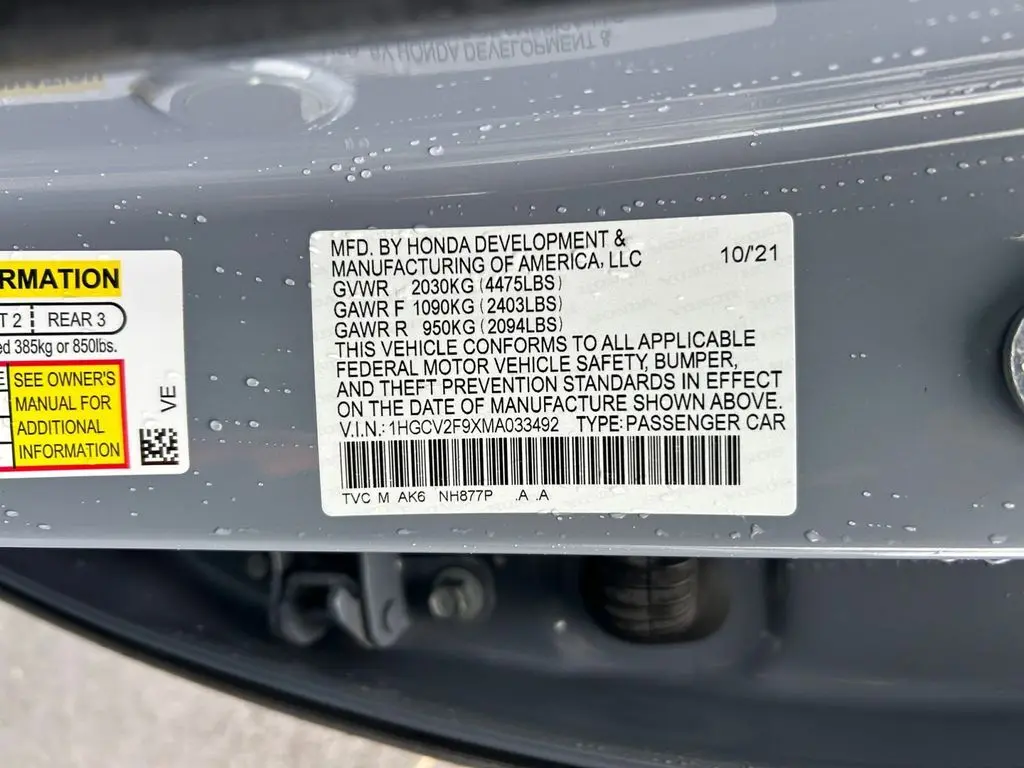 RMATION
T 2 REAR 3
ed 385kg or 850lbs.
E SEE OWNER'S
MANUAL FOR
ADDITIONAL
INFORMATION
VE
MFD. BY HONDA DEVELOPMENT & 10/'21
MANUFACTURING OF AMERICA, LLC
GVWR 2030KG (4475LBS)
GAWR F 1090KG (2403LBS)
GAWR R 950KG (2094LBS)
THIS VEHICLE CONFORMS TO ALL APPLICABLE
FEDERAL MOTOR VEHICLE SAFETY, BUMPER,
AND THEFT PREVENTION STANDARDS IN EFFECT
ON THE DATE OF MANUFACTURE SHOWN ABOVE.
V.I.N.: 1HGCV2F9XMA033492 TYPE: PASSENGER CAR
TVC M AK6 NH877P .A .A